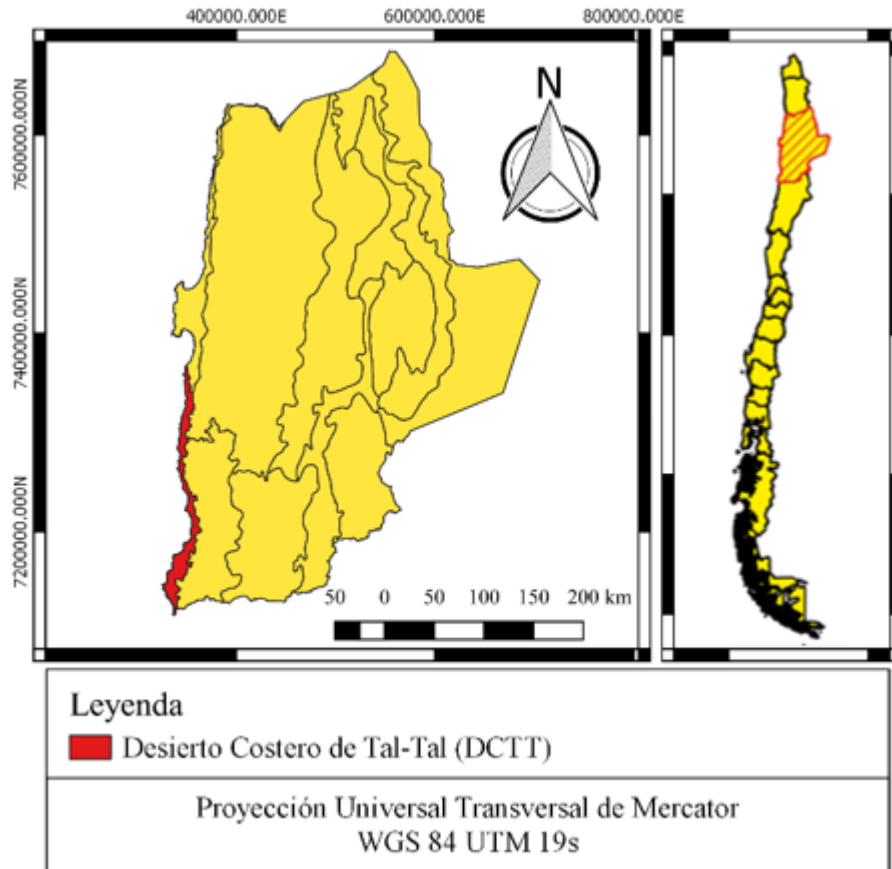 400000.000E 600000.000E 800000.000E
7600000.000N
7400000.000N
7200000.000N
N
50 0 50 100 150 200 km
Leyenda
Desierto Costero de Tal-Tal (DCTT)
Proyección Universal Transversal de Mercator
WGS 84 UTM 19s